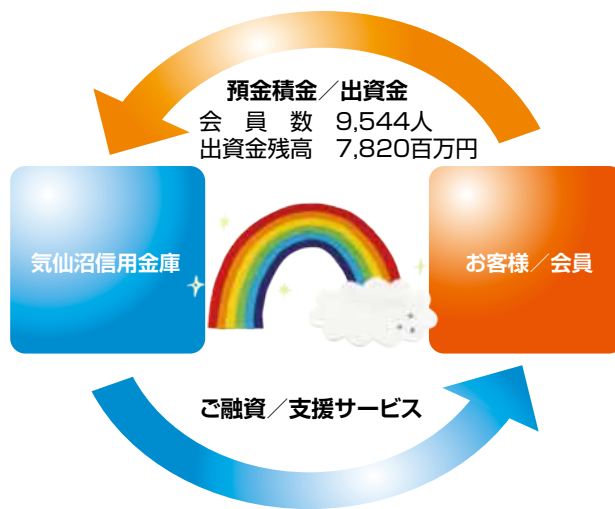 預金積金／出資金
会員数 9,544人
出資金残高 7,820百万円
気仙沼信用金庫
お客様／会員
ご融資／支援サービス